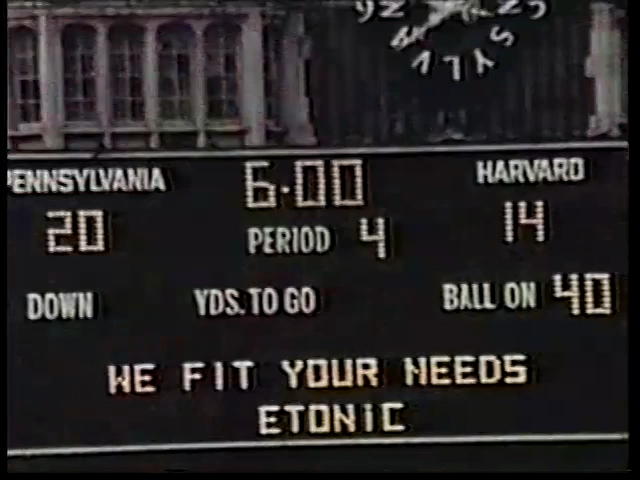 PENNSYLVANIA 6:00 HARVARD
20 PERIOD 4 14
DOWN YDS. TO GO BALL ON 40
WE FIT YOUR NEEDS
ETONIC